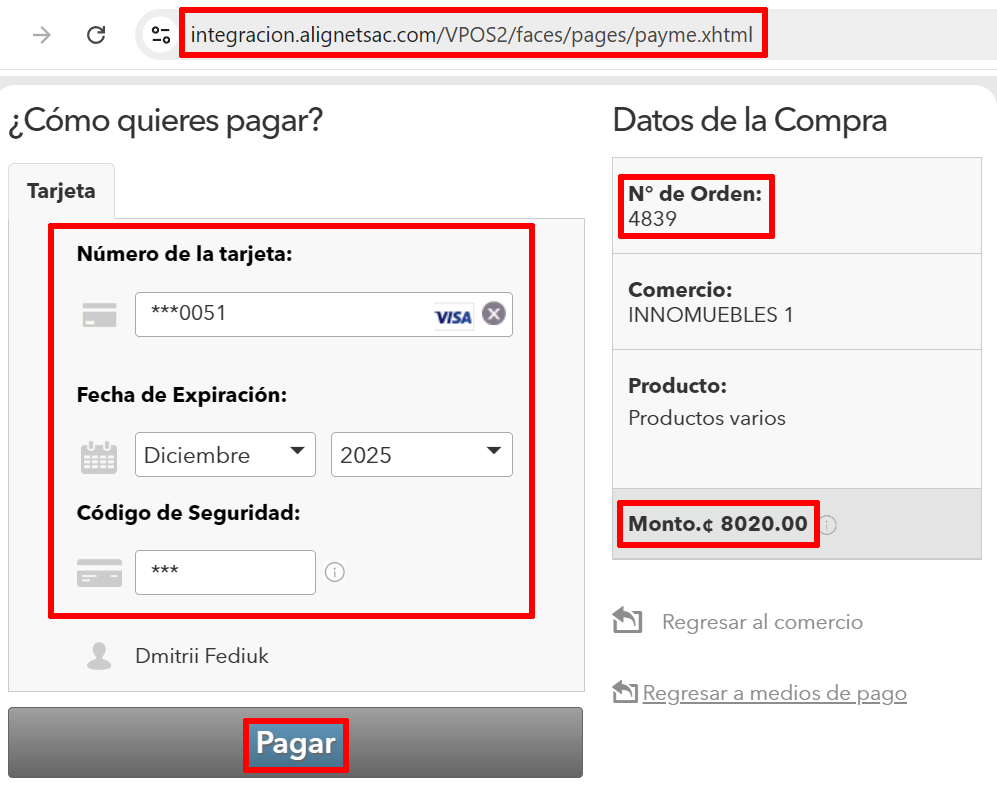 integracion.alignetsac.com/VPOS2/faces/pages/payme.xhtml
¿Cómo quieres pagar?
Tarjeta
Número de la tarjeta:
***0051
VISA
Fecha de Expiración:
Diciembre
2025
Código de Seguridad:
***
Dmitrii Fediuk
Pagar
Datos de la Compra
N° de Orden:
4839
Comercio:
INNOMUEBLES 1
Producto:
Productos varios
Monto.¢ 8020.00
Regresar al comercio
Regresar a medios de pago